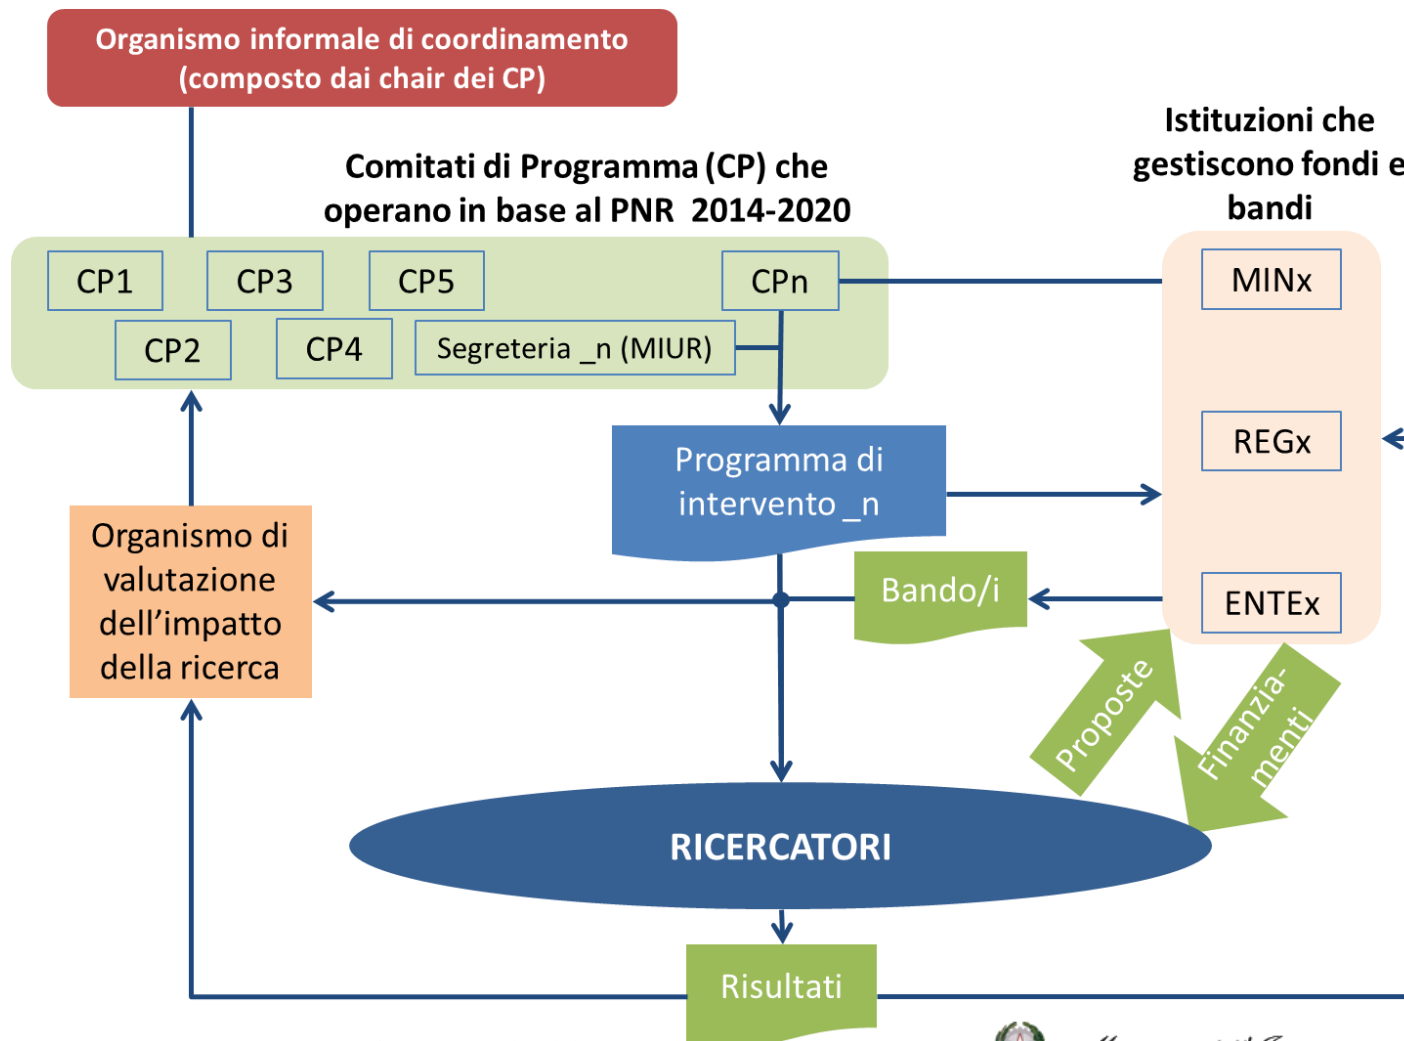 Organismo informale di coordinamento
(composto dai chair dei CP)
Comitati di Programma (CP) che
operano in base al PNR 2014-2020
Istituzioni che
gestiscono fondi e
bandi
CP1
CP3
CP5
CPn
MINx
CP2
CP4
Segreteria _n (MIUR)
REGx
Programma di
intervento _n
Organismo di
valutazione
dell’impatto
della ricerca
Bando/i
ENTEx
Proposte
Finanzia-
menti
RICERCATORI
Risultati